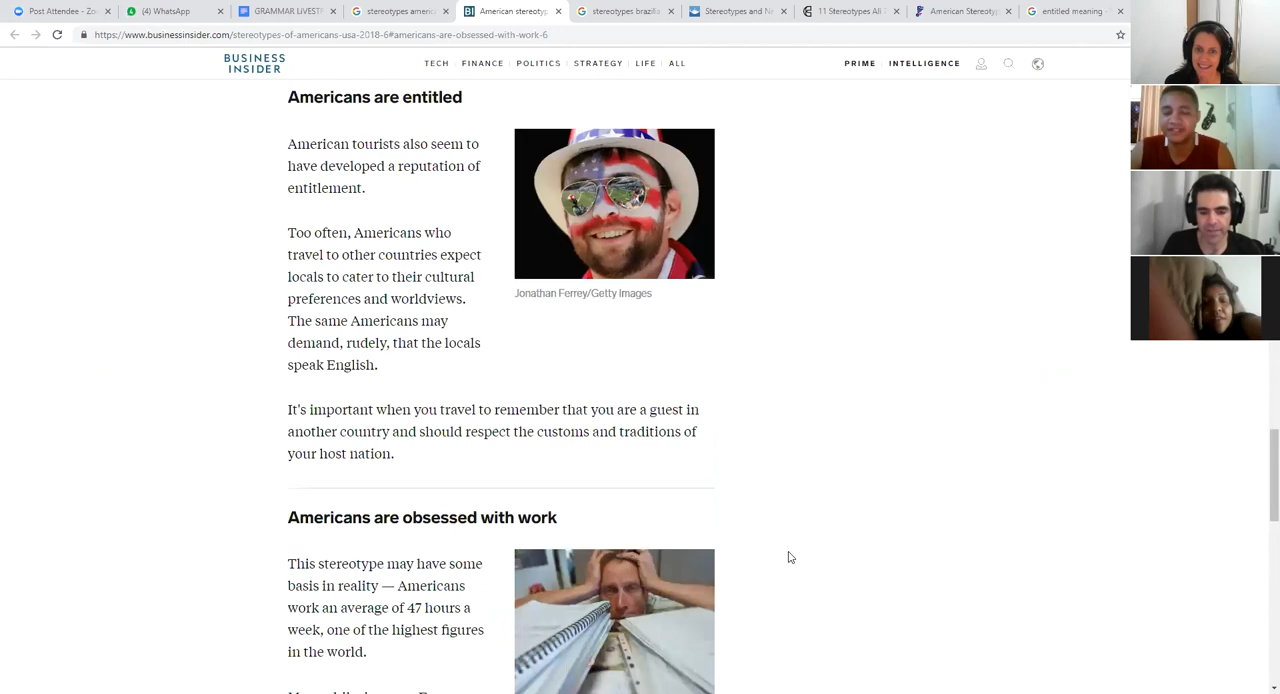 Post Attendee - Zoo
(4) WhatsApp
GRAMMAR LiVEST
stereotypes americ
American stereotyp
stereotypes brazilia
Stereotypes and Na
11 Stereotypes All
American Stereoty
entitled meaning -
https://www.businessinsider.com/stereotypes-of-americans-usa-2018-6#americans-are-obsessed-with-work-6
BUSINESS
INSIDER
TECH FINANCE POLITICS STRATEGY LIFE ALL
PRIME INTELLIGENCE
Americans are entitled
American tourists also seem to
have developed a reputation of
entitlement.
Too often, Americans who
travel to other countries expect
locals to cater to their cultural
preferences and worldviews.
The same Americans may
demand, rudely, that the locals
speak English.
Jonathan Ferrey/Getty Images
It's important when you travel to remember that you are a guest in
another country and should respect the customs and traditions of
your host nation.
Americans are obsessed with work
This stereotype may have some
basis in reality — Americans
work an average of 47 hours a
week, one of the highest figures
in the world.